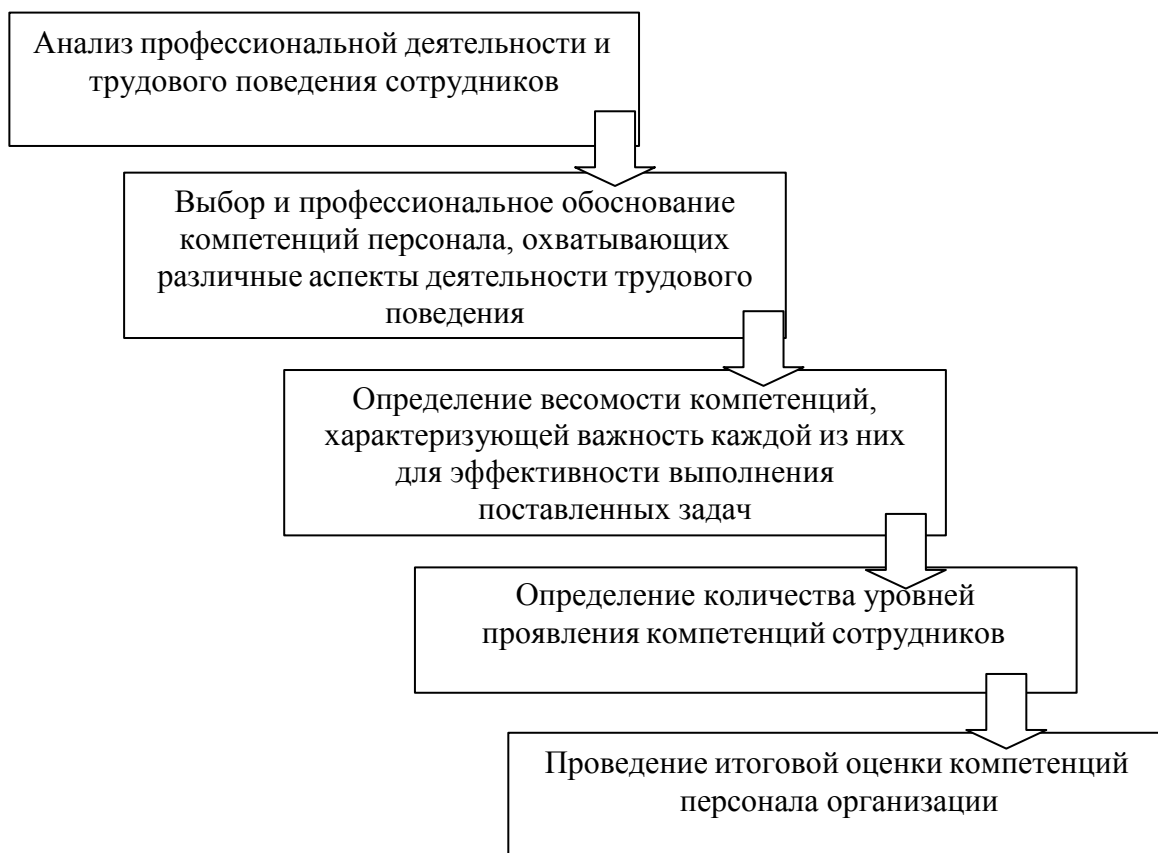 Анализ профессиональной деятельности и
трудового поведения сотрудников
Выбор и профессиональное обоснование
компетенций персонала, охватывающих
различные аспекты деятельности трудового
поведения
Определение весомости компетенций,
характеризующей важность каждой из них
для эффективности выполнения
поставленных задач
Определение количества уровней
проявления компетенций сотрудников
Проведение итоговой оценки компетенций
персонала организации